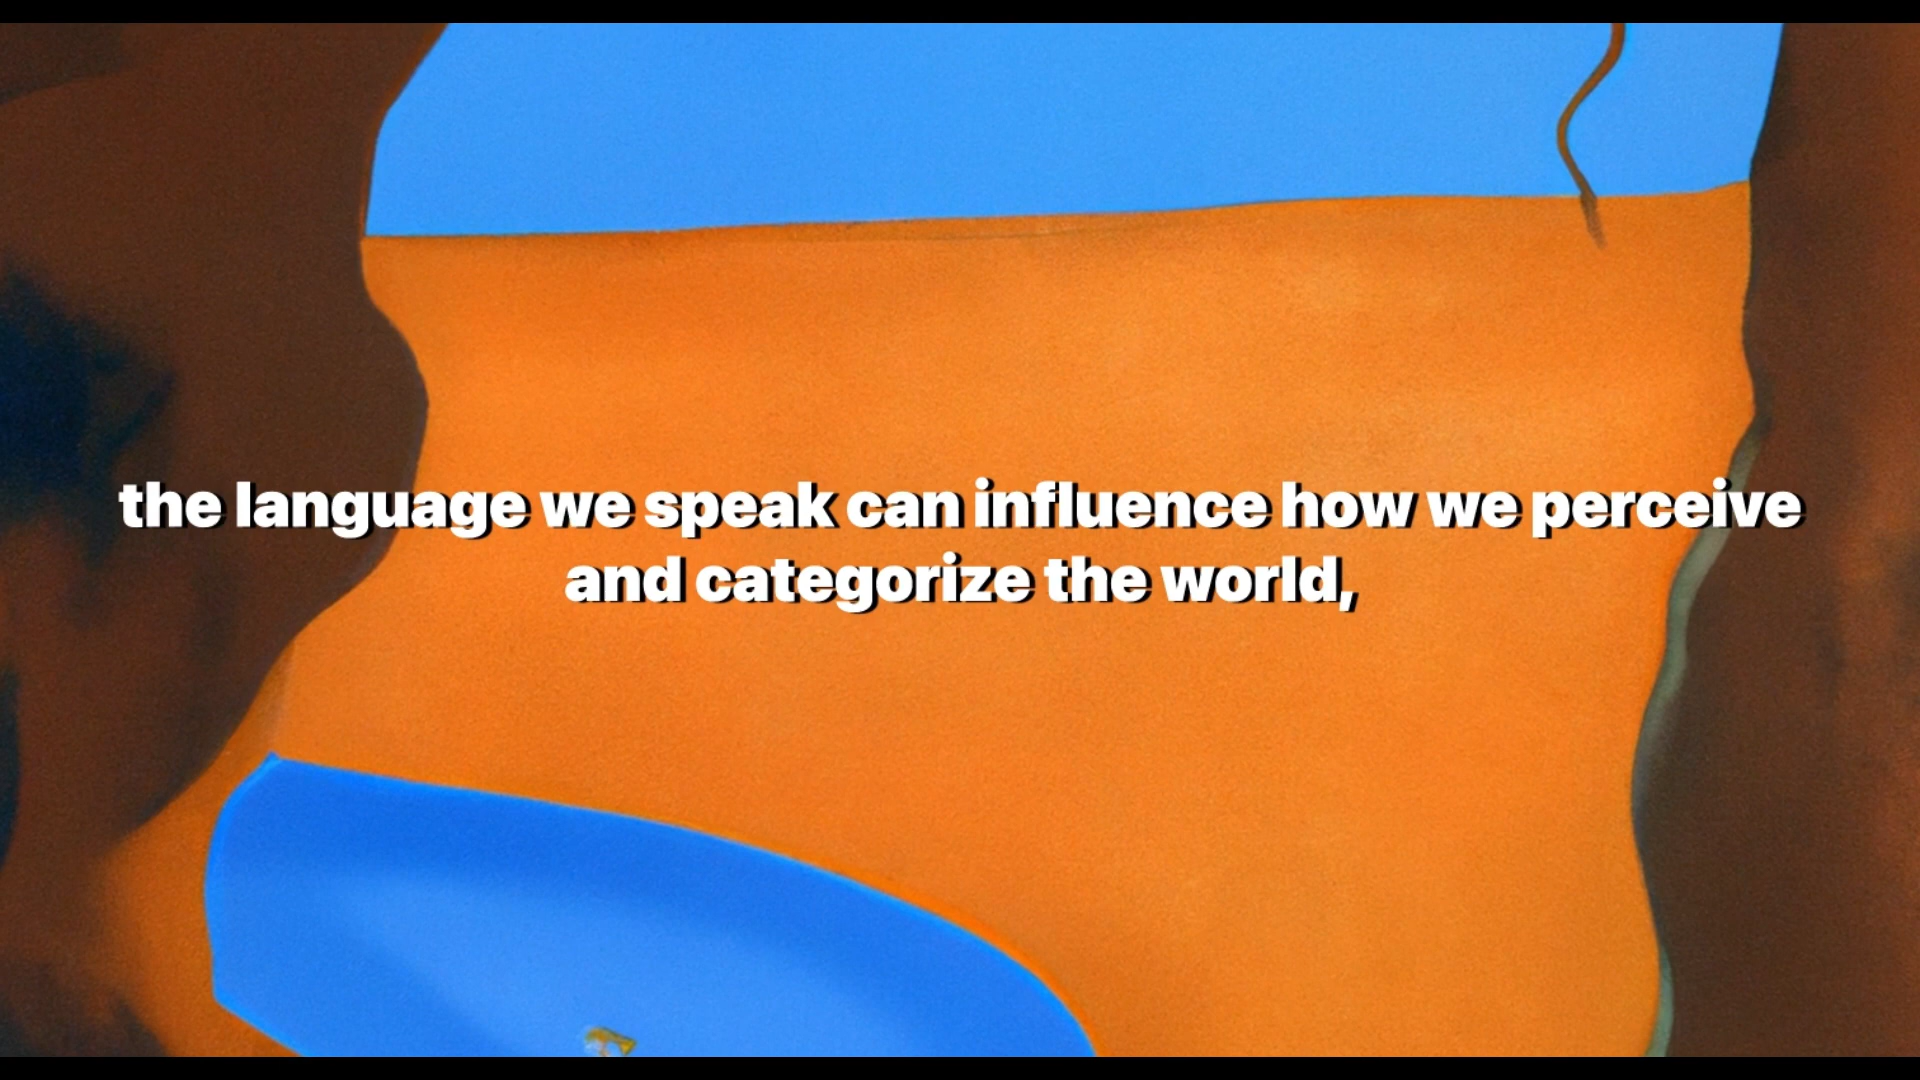 the language we speak can influence how we perceive
and categorize the world,